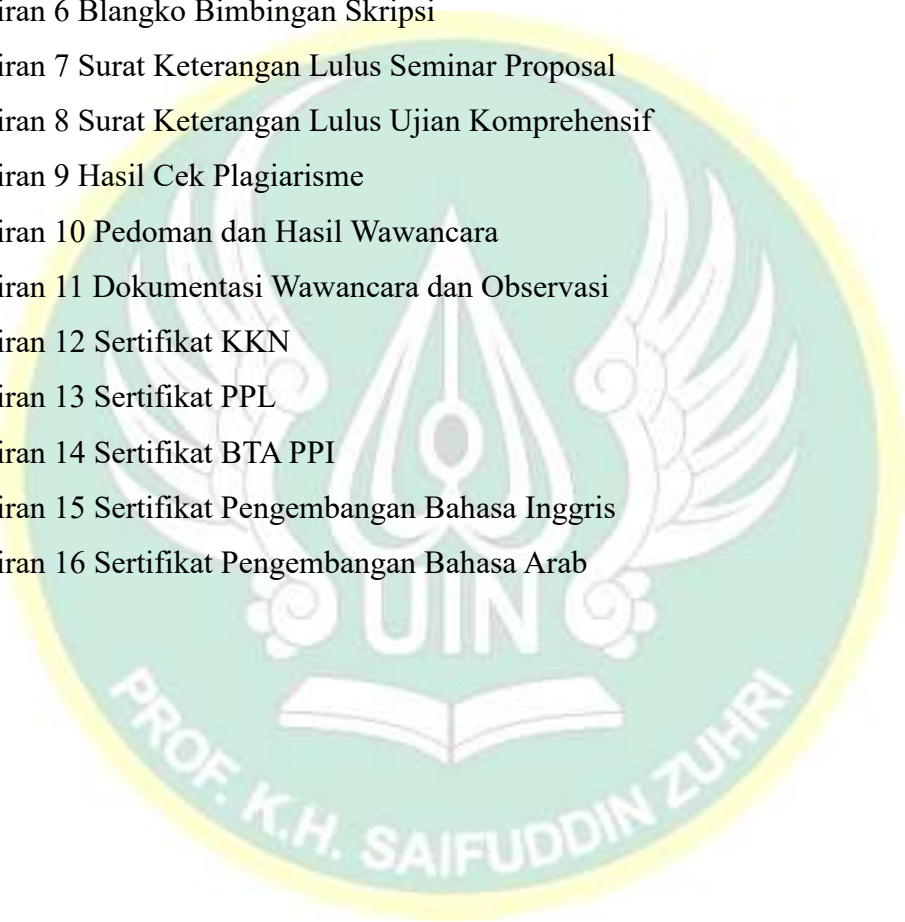 iran 6 Blangko Bimbingan Skripsi
iran 7 Surat Keterangan Lulus Seminar Proposal
iran 8 Surat Keterangan Lulus Ujian Komprehensif
iran 9 Hasil Cek Plagiarisme
iran 10 Pedoman dan Hasil Wawancara
iran 11 Dokumentasi Wawancara dan Observasi
iran 12 Sertifikat KKN
iran 13 Sertifikat PPL
iran 14 Sertifikat BTA PPI
iran 15 Sertifikat Pengembangan Bahasa Inggris
iran 16 Sertifikat Pengembangan Bahasa Arab
UIN
PROF. K.H. SAIFUDDIN ZUHRI